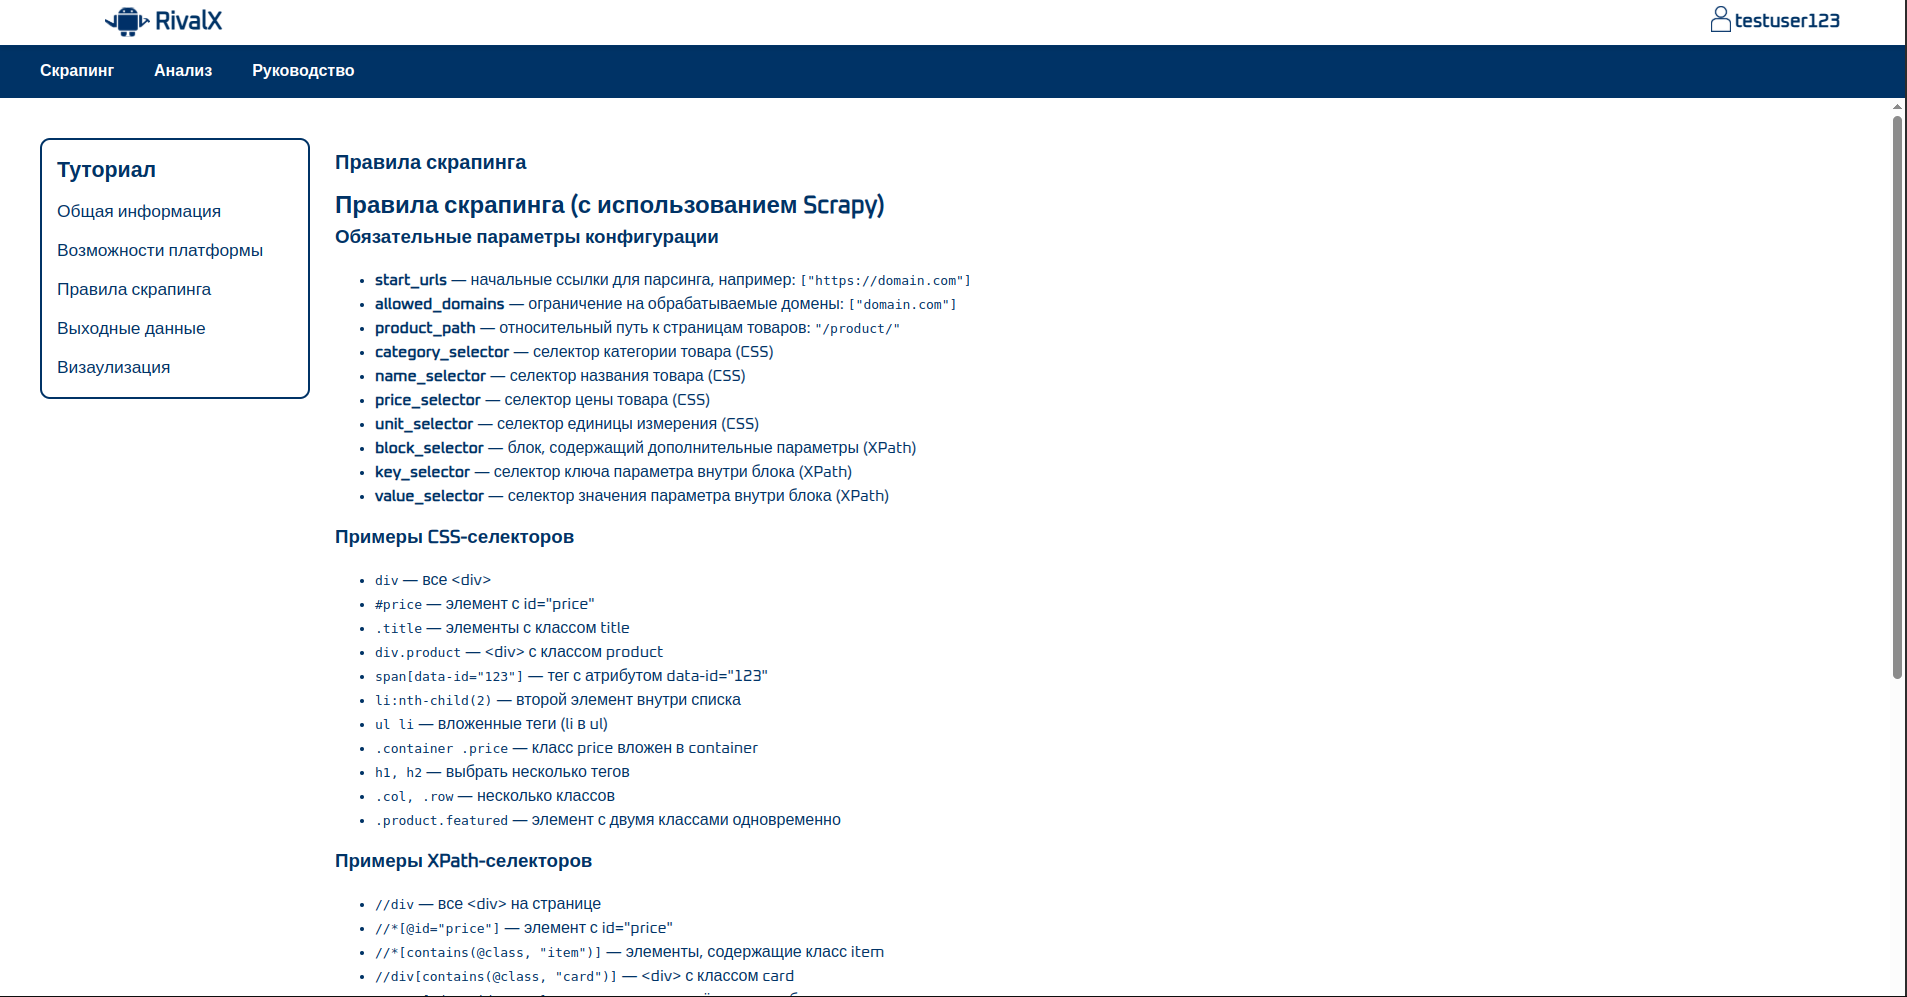 RivalX
testuser123
Скрапинг Анализ Руководство
Туториал
Общая информация
Возможности платформы
Правила скрапинга
Выходные данные
Визаулизация
Правила скрапинга
Правила скрапинга (с использованием Scrapy)
Обязательные параметры конфигурации
• start_urls — начальные ссылки для парсинга, например: ["https://domain.com"]
• allowed_domains — ограничение на обрабатываемые домены: ["domain.com"]
• product_path — относительный путь к страницам товаров: "/product/"
• category_selector — селектор категории товара (CSS)
• name_selector — селектор названия товара (CSS)
• price_selector — селектор цены товара (CSS)
• unit_selector — селектор единицы измерения (CSS)
• block_selector — блок, содержащий дополнительные параметры (XPath)
• key_selector — селектор ключа параметра внутри блока (XPath)
• value_selector — селектор значения параметра внутри блока (XPath)
Примеры CSS-селекторов
• div — все <div>
• #price — элемент с id="price"
• .title — элементы с классом title
• div.product — <div> с классом product
• span[data-id="123"] — тег с атрибутом data-id="123"
• li:nth-child(2) — второй элемент внутри списка
• ul li — вложенные теги (li в ul)
• .container .price — класс price вложен в container
• h1, h2 — выбрать несколько тегов
• .col, .row — несколько классов
• .product.featured — элемент с двумя классами одновременно
Примеры XPath-селекторов
• //div — все <div> на странице
• //*[@id="price"] — элемент с id="price"
• //*[contains(@class, "item")] — элементы, содержащие класс item
• //div[contains(@class, "card")] — <div> с классом card